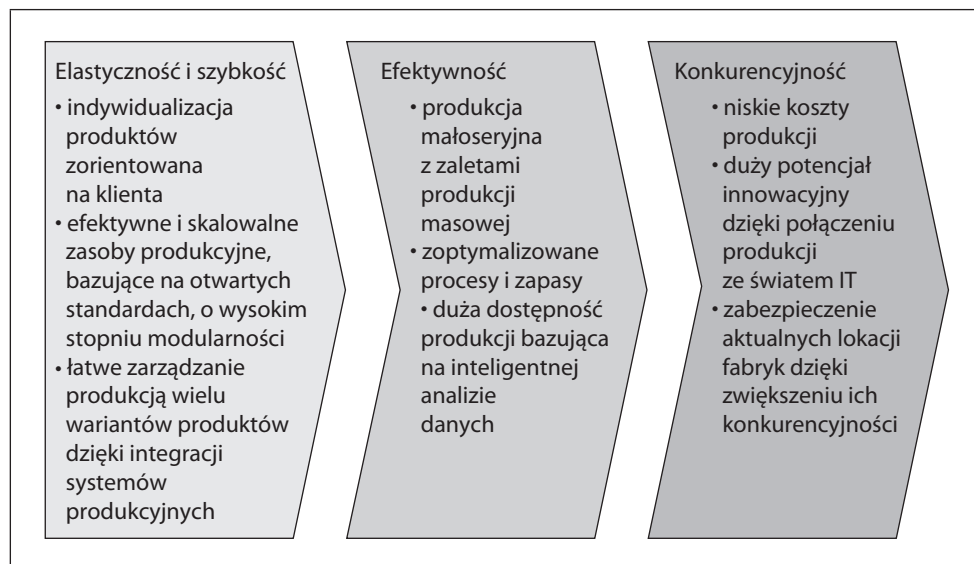 Elastyczność i szybkość
• indywidualizacja
produktów
zorientowana
na klienta
• efektywne i skalowalne
zasoby produkcyjne,
bazujące na otwartych
standardach, o wysokim
stopniu modularności
• łatwe zarządzanie
produkcją wielu
wariantów produktów
dzięki integracji
systemów
produkcyjnych
Efektywność
• produkcja
małoseryjna
z zaletami
produkcji
masowej
• zoptymalizowane
procesy i zapasy
• duża dostępność
produkcji bazująca
na inteligentnej
analizie
danych
Konkurencyjność
• niskie koszty
produkcji
• duży potencjał
innowacyjny
dzięki połączeniu
produkcji
ze światem IT
• zabezpieczenie
aktualnych lokacji
fabryk dzięki
zwiększeniu ich
konkurencyjności